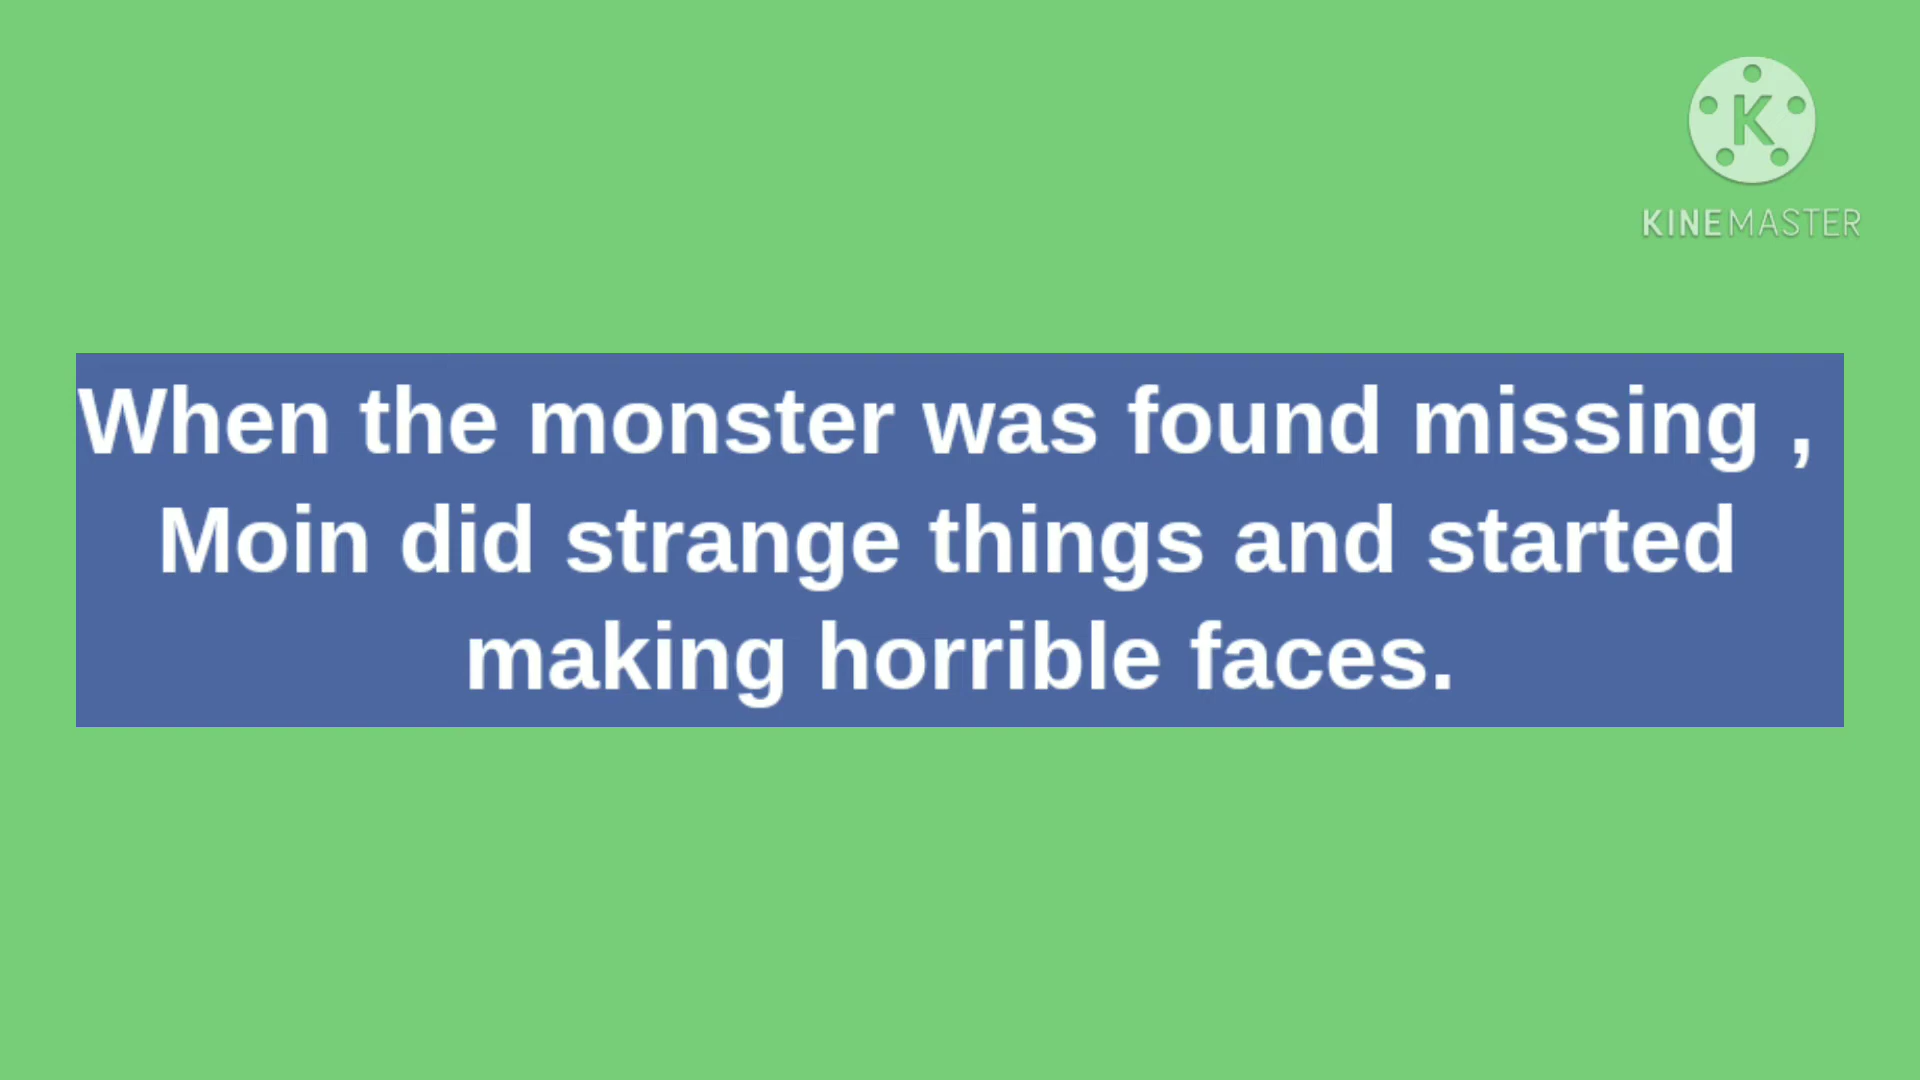 K
KINEMASTER
When the monster was found missing ,
Moin did strange things and started
making horrible faces.